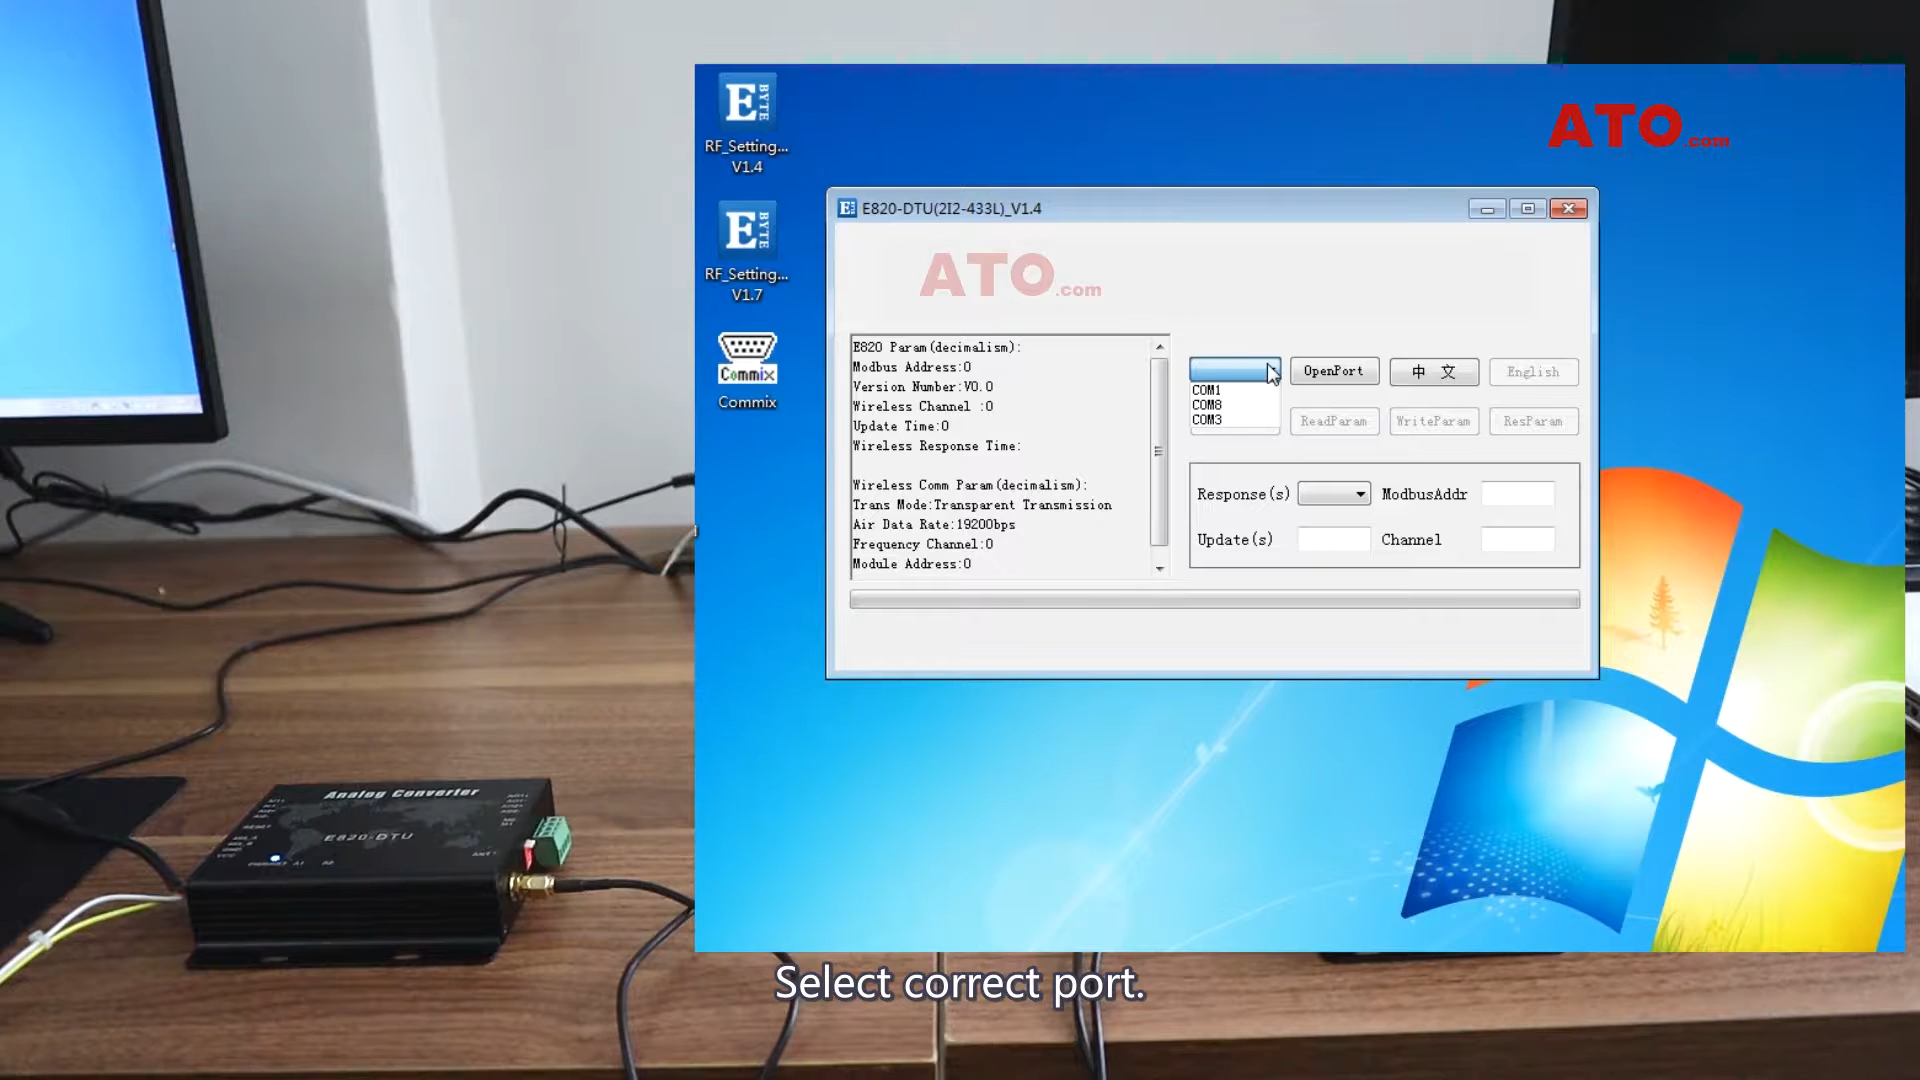 E BYTE
RF_Setting...
V1.4
E BYTE
RF_Setting...
V1.7
Commix
Commix
ATO.com
E820-DTU(2I2-433L)_V1.4
ATO.com
E820 Param(decimalism):
Modbus Address:0
Version Number:V0.0
Wireless Channel :0
Update Time:0
Wireless Response Time:
Wireless Comm Param(decimalism):
Trans Mode:Transparent Transmission
Air Data Rate:19200bps
Frequency Channel:0
Module Address:0
COM1
COM8
COM3
OpenPort
中 文
English
ReadParam
WriteParam
ResParam
Response(s)
ModbusAddr
Update(s)
Channel
Analog Converter
E820-DTU
ANT
Select correct port.